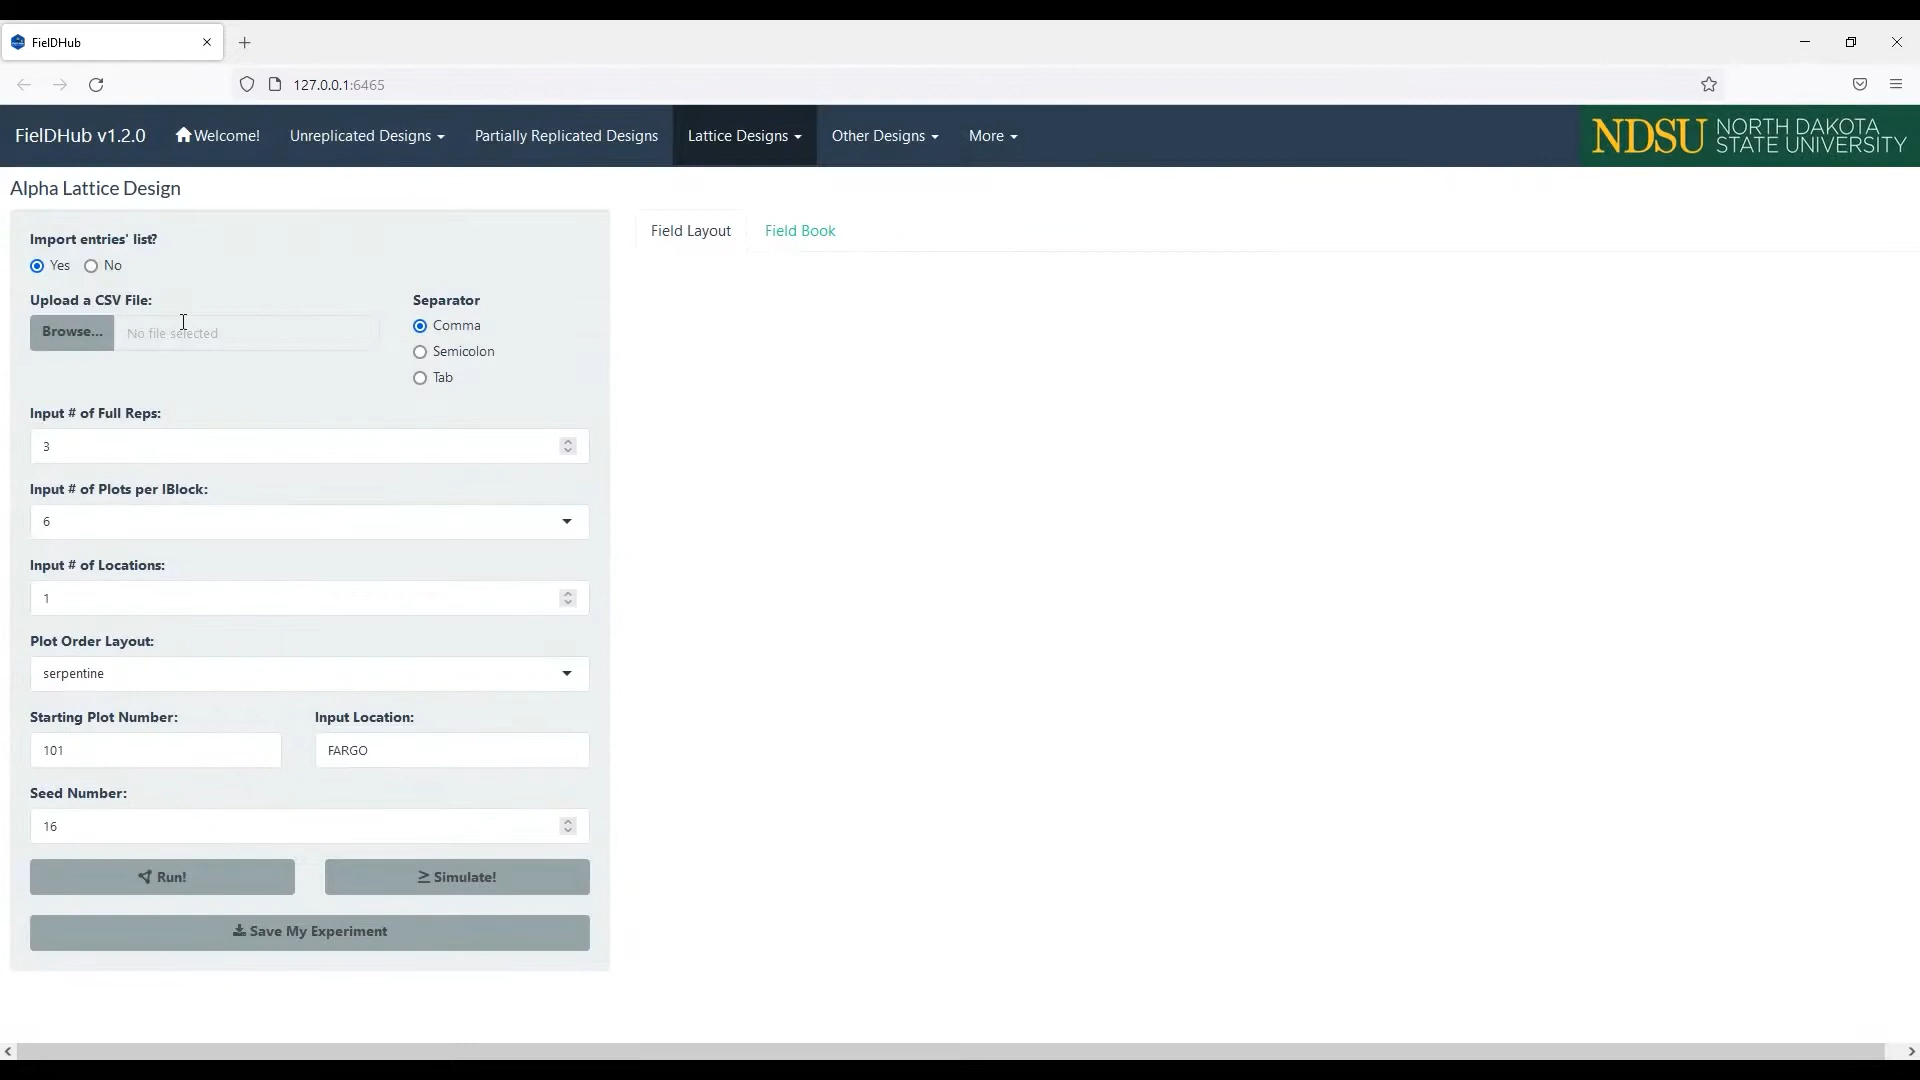 FielDHub
127.0.0.1:6465
FielDHub v1.2.0 Welcome! Unreplicated Designs Partially Replicated Designs Lattice Designs Other Designs More NDSU NORTH DAKOTA
STATE UNIVERSITY
Alpha Lattice Design
Field Layout Field Book
Import entries' list?
Yes No
Upload a CSV File: Separator
Browse... No file selected Comma
Semicolon
Tab
Input # of Full Reps:
3
Input # of Plots per IBlock:
6
Input # of Locations:
1
Plot Order Layout:
serpentine
Starting Plot Number: Input Location:
101 FARGO
Seed Number:
16
Run! Simulate!
Save My Experiment